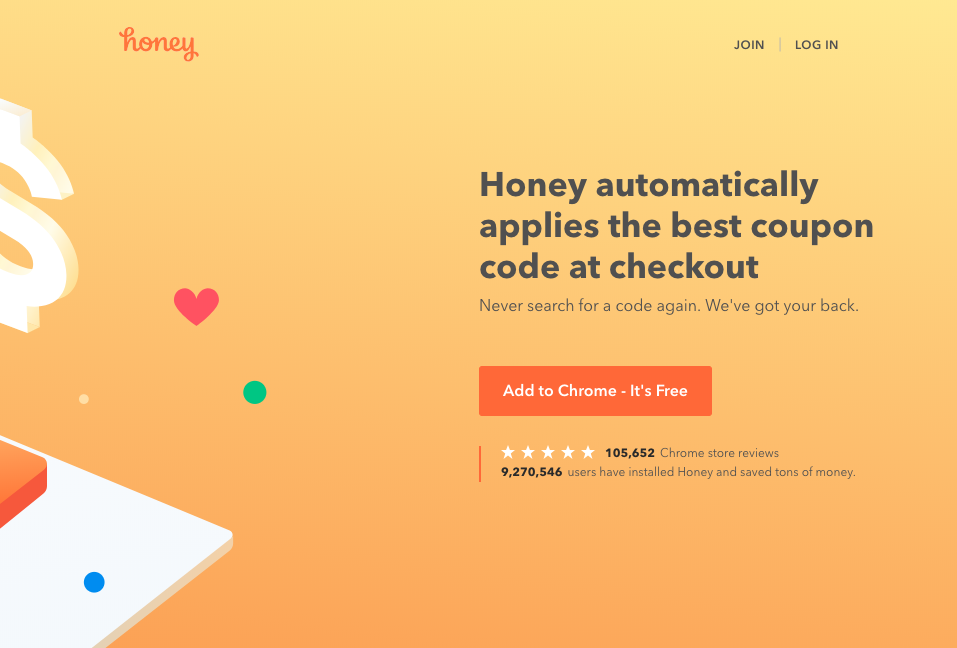 honey
JOIN | LOG IN
Honey automatically
applies the best coupon
code at checkout
Never search for a code again. We've got your back.
Add to Chrome - It's Free
105,652 Chrome store reviews
9,270,546 users have installed Honey and saved tons of money.